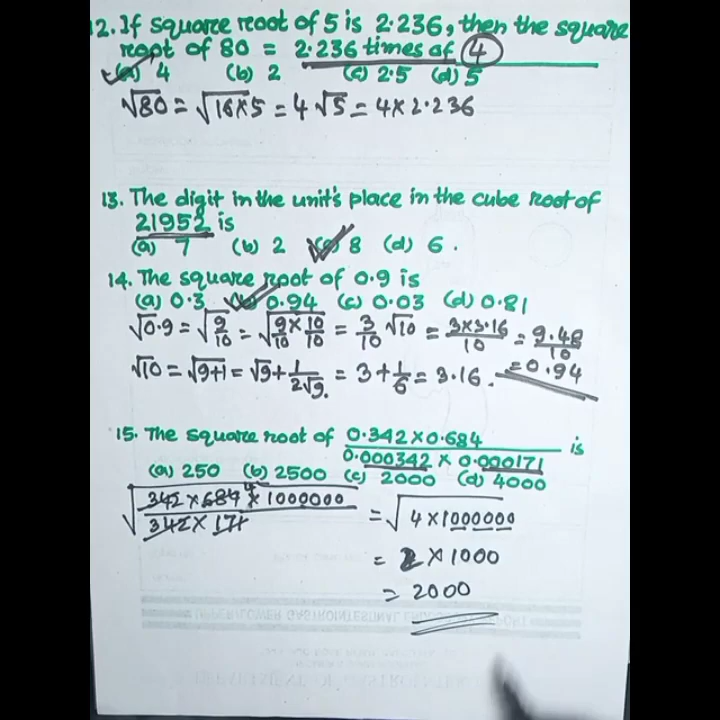 12. If square root of 5 is 2.236, then the square
root of 80 = 2.236 times of 4
(a) 4 (b) 2 (c) 2.5 (d) 5
√80 = √16×5 = 4√5 = 4×2.236
13. The digit in the unit's place in the cube root of
21952 is
(a) 7 (b) 2 (c) 8 (d) 6.
14. The square root of 0.9 is
(a) 0.3 (b) 0.94 (c) 0.03 (d) 0.81
√0.9 = √9/10 = √9/10 × 10/10 = 3/10 √10 = 3×3.16/10 = 9.48/10
√10 = √9+1 = √9 + 1/2√9. = 3 + 1/6 = 3.16. = 0.94
15. The square root of 0.342×0.684 / 0.000342 × 0.000171 is
(a) 250 (b) 2500 (c) 2000 (d) 4000
√342×684 4 × 1000000 / 342×171 = √4×1000000
= 2×1000
= 2000